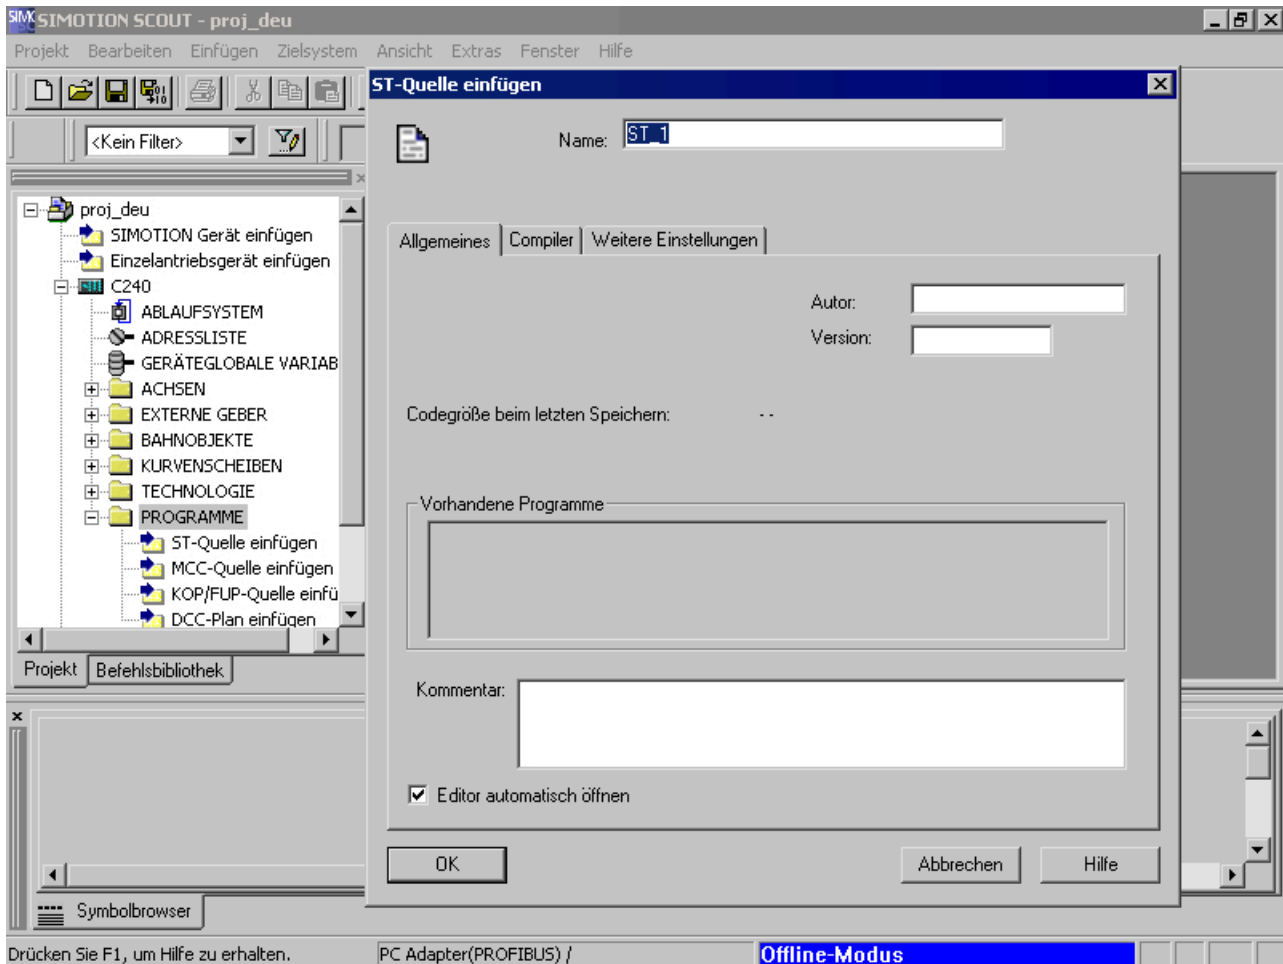 SIMOTION SCOUT - proj_deu
Projekt Bearbeiten Einfügen Zielsystem Ansicht Extras Fenster Hilfe
<Kein Filter>
proj_deu
SIMOTION Gerät einfügen
Einzelantriebsgerät einfügen
C240
ABLAUFSYSTEM
ADRESSLISTE
GERÄTEGLOBALE VARIAB
ACHSEN
EXTERNE GEBER
BAHNOBJEKTE
KURVENSCHEIBEN
TECHNOLOGIE
PROGRAMME
ST-Quelle einfügen
MCC-Quelle einfügen
KOP/FUP-Quelle einfü
DCC-Plan einfügen
Projekt Befehlsbibliothek
ST-Quelle einfügen
Name: ST_1
Allgemeines Compiler Weitere Einstellungen
Autor:
Version:
Codegröße beim letzten Speichern: - -
Vorhandene Programme
Kommentar:
Editor automatisch öffnen
OK Abbrechen Hilfe
Symbolbrowser
Drücken Sie F1, um Hilfe zu erhalten. PC Adapter(PROFIBUS) / Offline-Modus